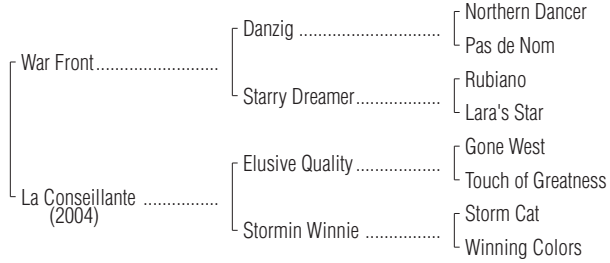 Northern Dancer
Danzig ................................
Pas de Nom
War Front...........................
Rubiano
Starry Dreamer...................
Lara's Star
Gone West
Elusive Quality ...................
Touch of Greatness
La Conseillante ................
(2004)
Storm Cat
Stormin Winnie .................
Winning Colors